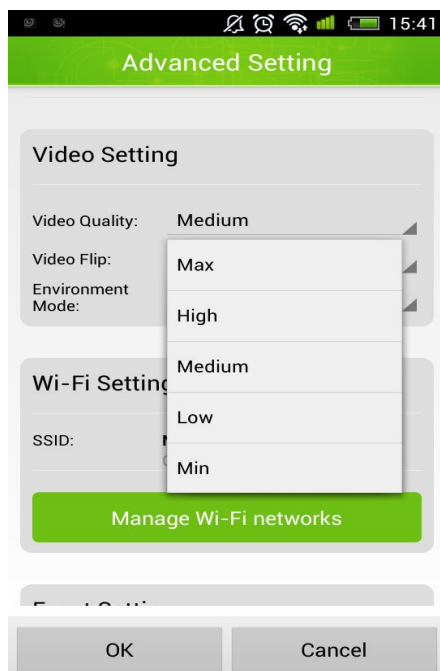 15:41
Advanced Setting
Video Setting
Video Quality: Medium
Video Flip:
Environment
Mode:
Max
High
Medium
Low
Min
Wi-Fi Setting
SSID:
Manage Wi-Fi networks
OK Cancel